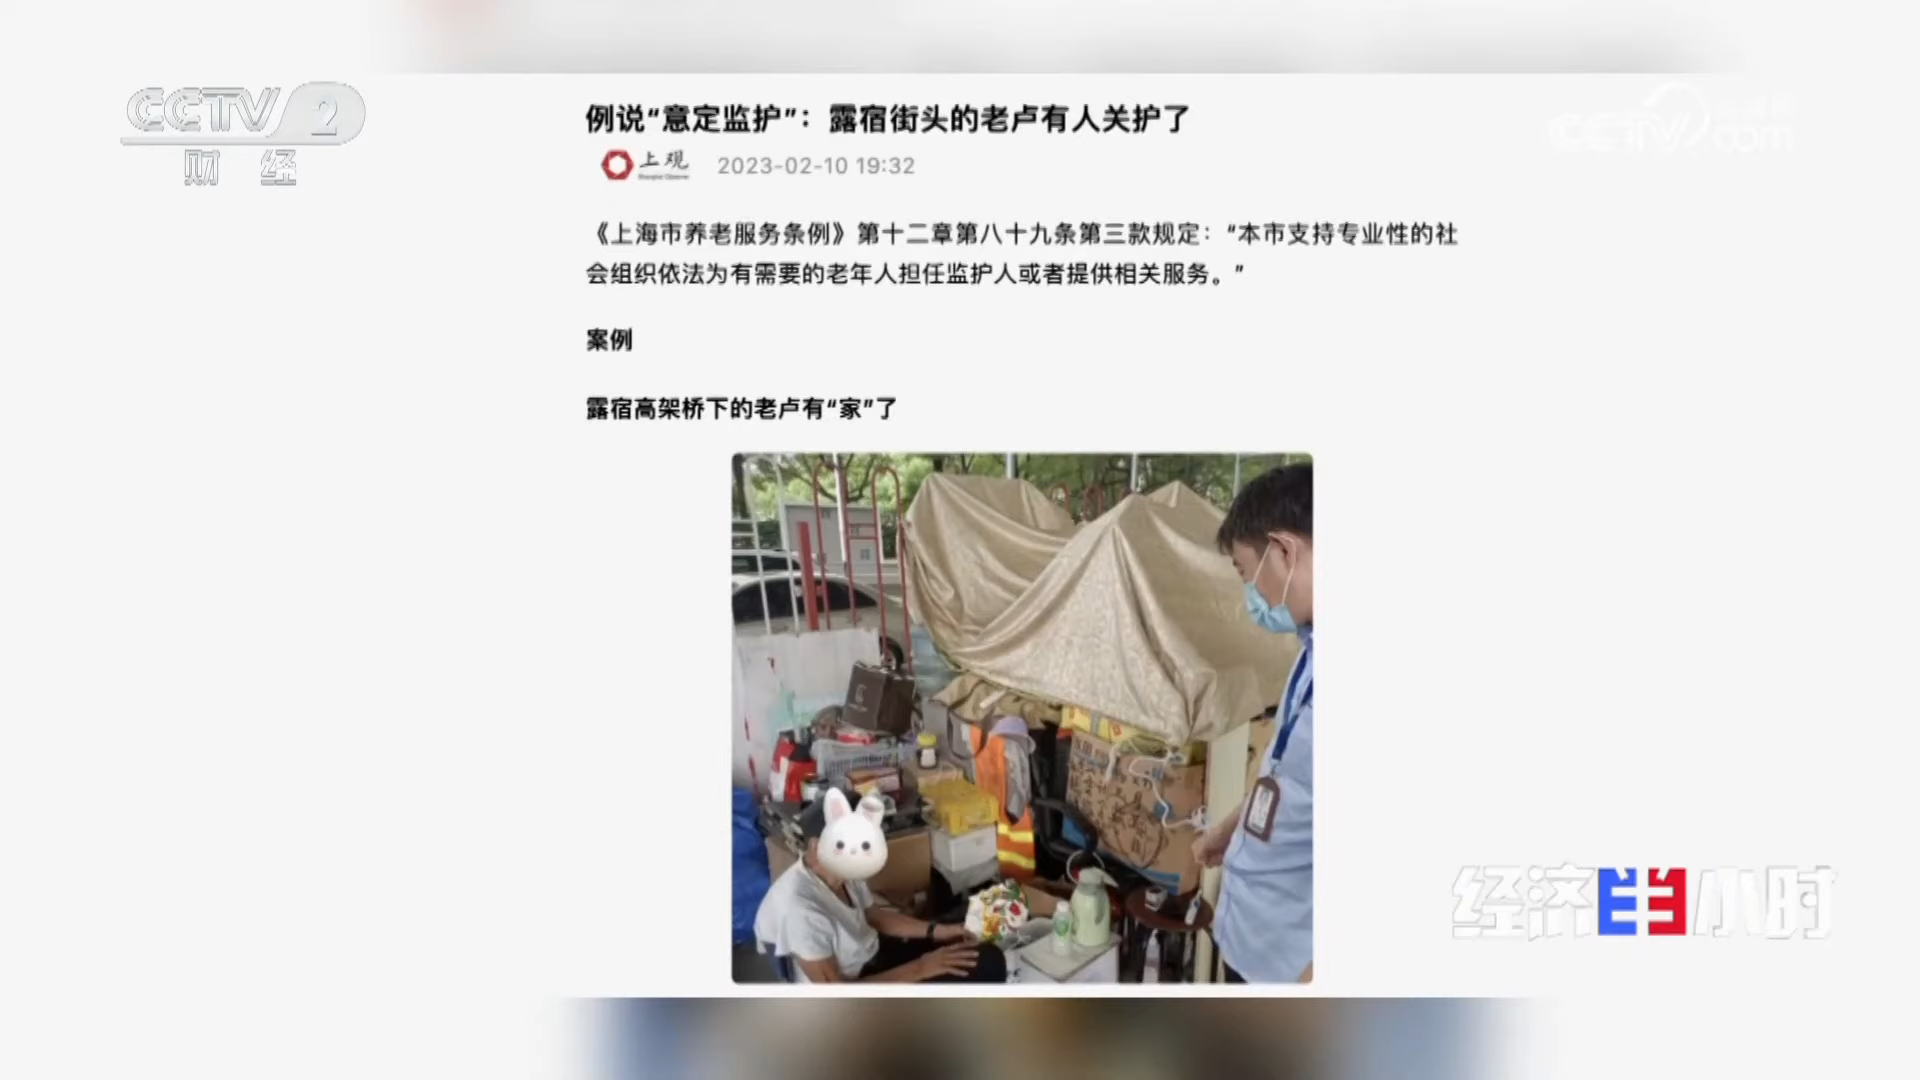 CCTV 2
财 经
CCTV.com
例说“意定监护”：露宿街头的老卢有人关护了
上观
2023-02-10 19:32
《上海市养老服务条例》第十二章第八十九条第三款规定：“本市支持专业性的社
会组织依法为有需要的老年人担任监护人或者提供相关服务。”
案例
露宿高架桥下的老卢有“家”了
经济半小时